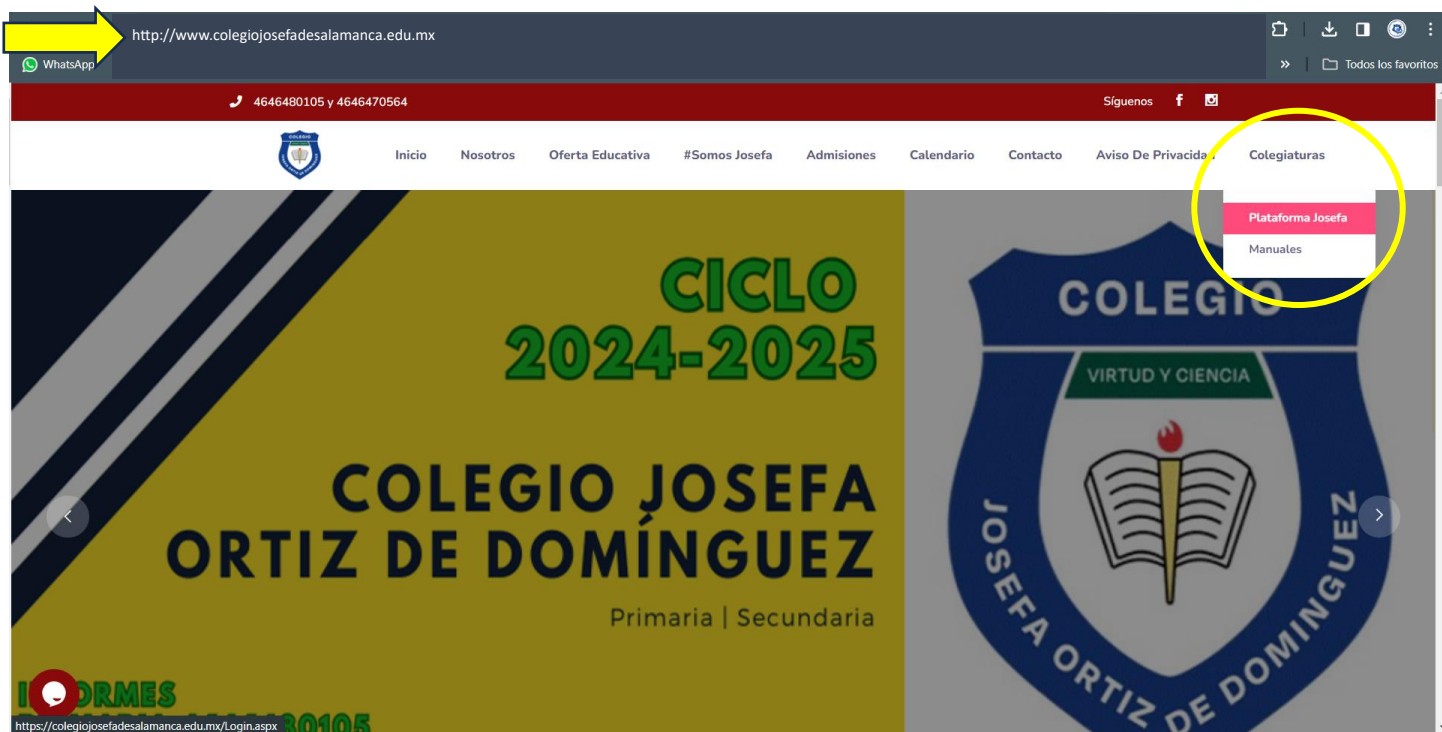 http://www.colegiojosefadesalamanca.edu.mx
WhatsApp
Todos los favoritos
4646480105 y 4646470564
Síguenos
COLEGIO
Inicio
Nosotros
Oferta Educativa
#Somos Josefa
Admisiones
Calendario
Contacto
Aviso De Privacidad
Colegiaturas
Plataforma Josefa
Manuales
CICLO
2024-2025
COLEGIO JOSEFA
ORTIZ DE DOMÍNGUEZ
Primaria | Secundaria
COLEGIO
VIRTUD Y CIENCIA
JOSEFA ORTIZ DE DOMINGUEZ
https://colegiojosefadesalamanca.edu.mx/Login.aspx